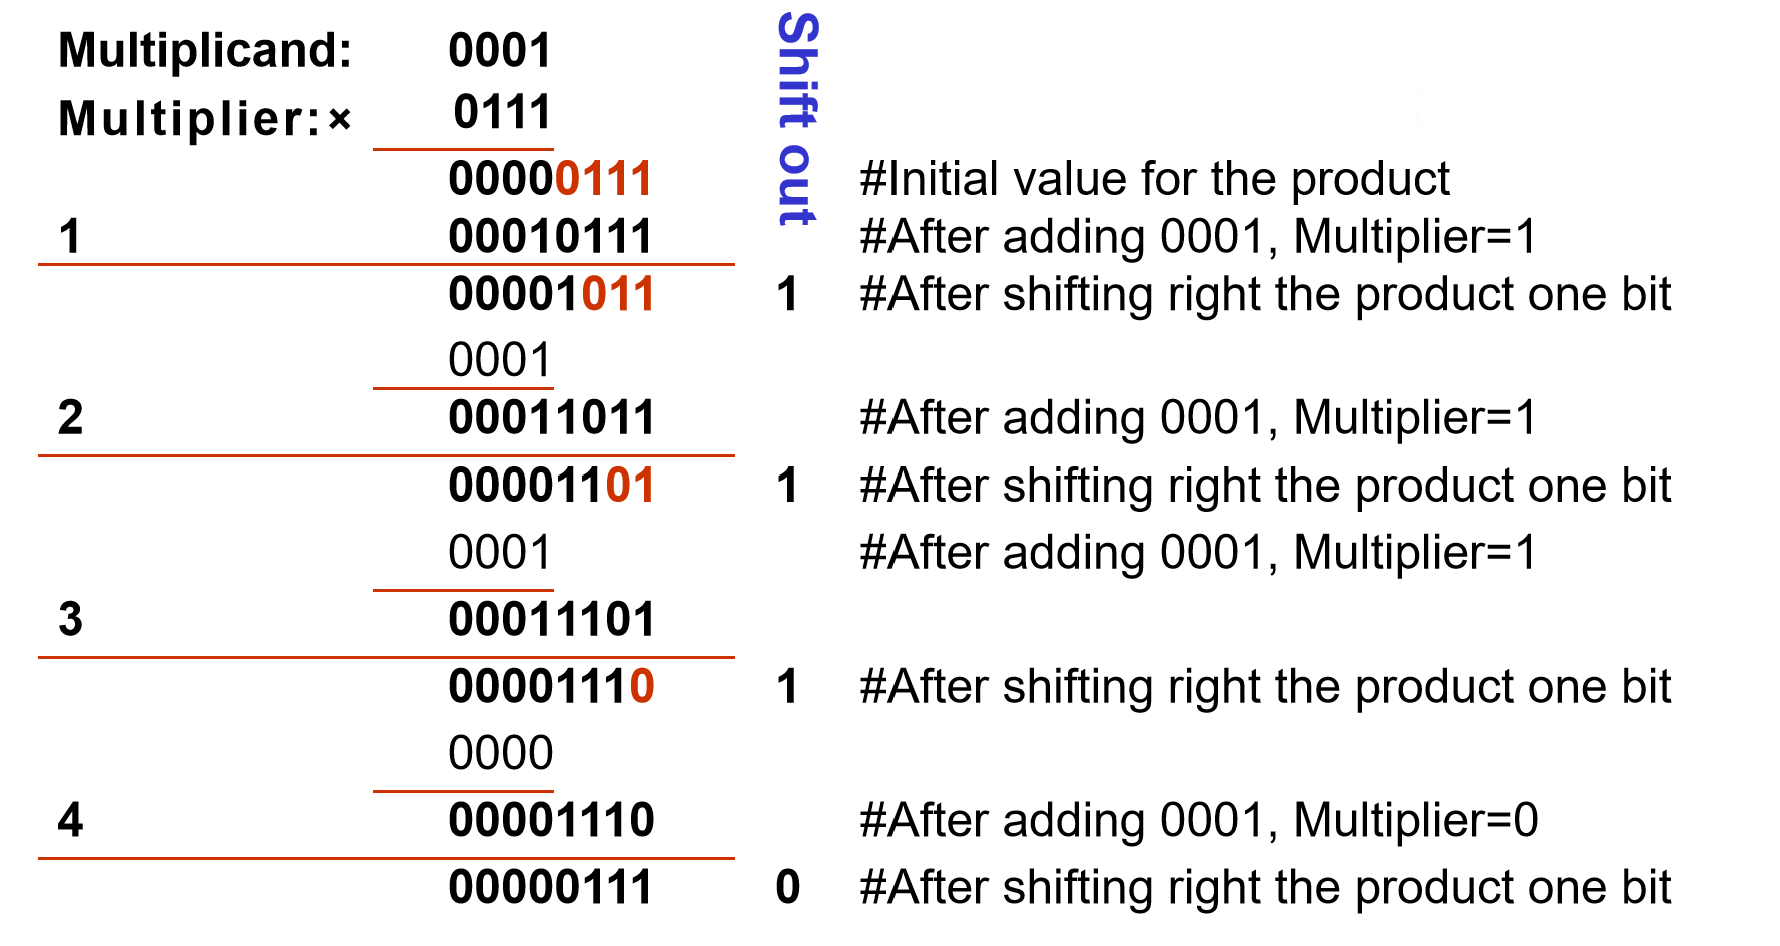 Multiplicand: 0001
Multiplier:× 0111
Shift out
00000111 #Initial value for the product
1 00010111 #After adding 0001, Multiplier=1
00001011 1 #After shifting right the product one bit
0001
2 00011011 #After adding 0001, Multiplier=1
00001101 1 #After shifting right the product one bit
0001 #After adding 0001, Multiplier=1
3 00011101
00001110 1 #After shifting right the product one bit
0000
4 00001110 #After adding 0001, Multiplier=0
00000111 0 #After shifting right the product one bit